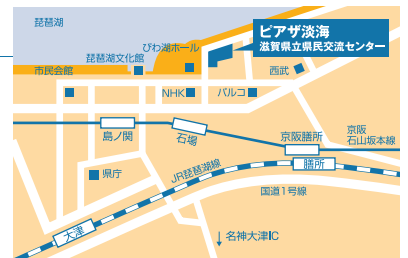 琵琶湖
ピアザ淡海
滋賀県立県民交流センター
びわ湖ホール
琵琶湖文化館
西武
市民会館
NHK
パルコ
島ノ関
石場
京阪膳所
京阪
石山坂本線
膳所
県庁
JR琵琶湖線
国道1号線
大津
↓名神大津IC